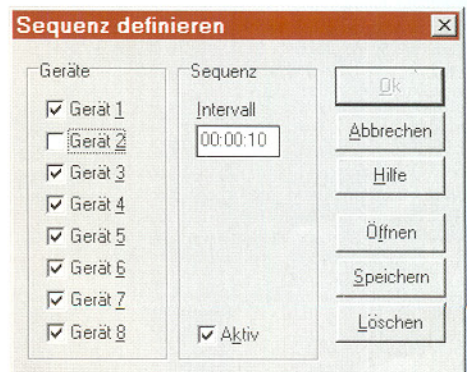 Sequenz definieren
Geräte
Gerät 1
Gerät 2
Gerät 3
Gerät 4
Gerät 5
Gerät 6
Gerät 7
Gerät 8
Sequenz
Intervall
00:00:10
Aktiv
Ok
Abbrechen
Hilfe
Öffnen
Speichern
Löschen